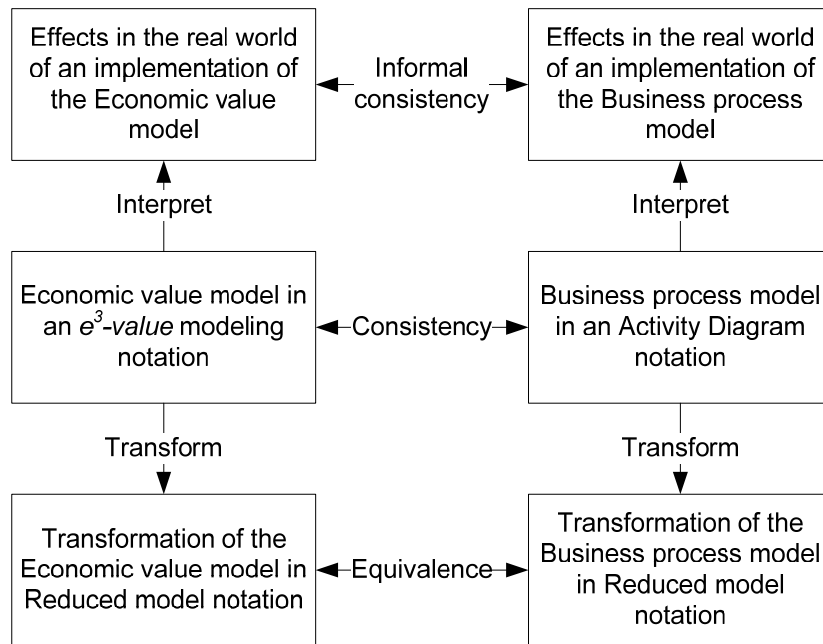 Effects in the real world
of an implementation of
the Economic value
model
Informal
consistency
Effects in the real world
of an implementation of
the Business process
model
Interpret
Interpret
Economic value model in
an e³-value modeling
notation
Consistency
Business process model
in an Activity Diagram
notation
Transform
Transform
Transformation of the
Economic value model in
Reduced model notation
Equivalence
Transformation of the
Business process model
in Reduced model
notation